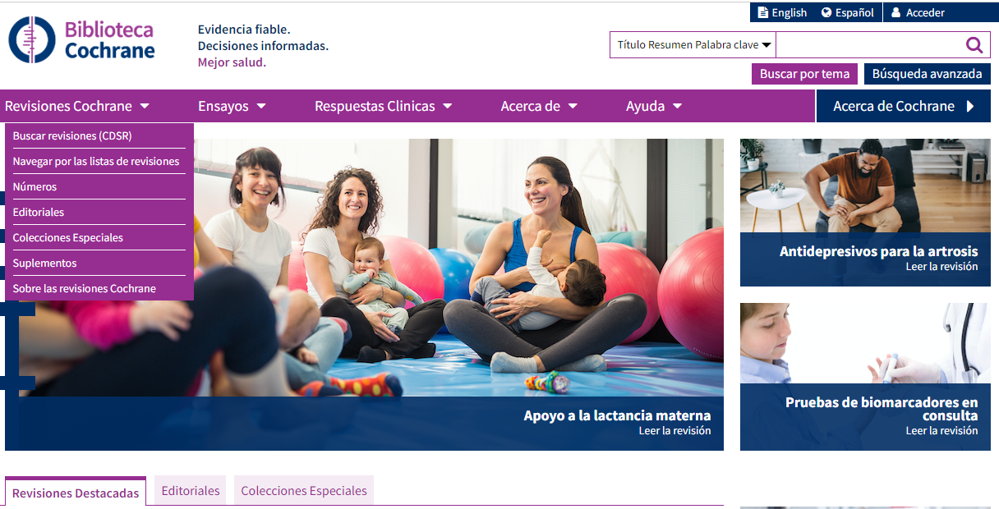 English
Español
Acceder
Biblioteca
Cochrane
Evidencia fiable.
Decisiones informadas.
Mejor salud.
Título Resumen Palabra clave
Buscar por tema
Búsqueda avanzada
Revisiones Cochrane
Ensayos
Respuestas Clinicas
Acerca de
Ayuda
Acerca de Cochrane
Buscar revisiones (CDSR)
Navegar por las listas de revisiones
Números
Editoriales
Colecciones Especiales
Suplementos
Sobre las revisiones Cochrane
Apoyo a la lactancia materna
Leer la revisión
Antidepresivos para la artrosis
Leer la revisión
Pruebas de biomarcadores en
consulta
Leer la revisión
Revisiones Destacadas
Editoriales
Colecciones Especiales